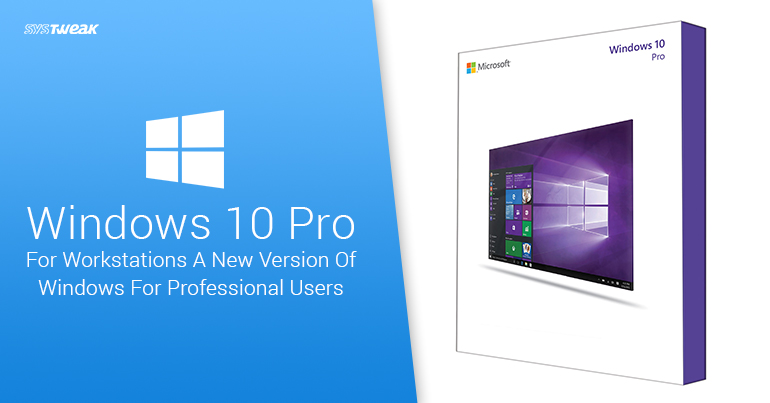 SYSTWEAK
Windows 10 Pro
For Workstations A New Version Of
Windows For Professional Users
Microsoft
Windows 10
Pro